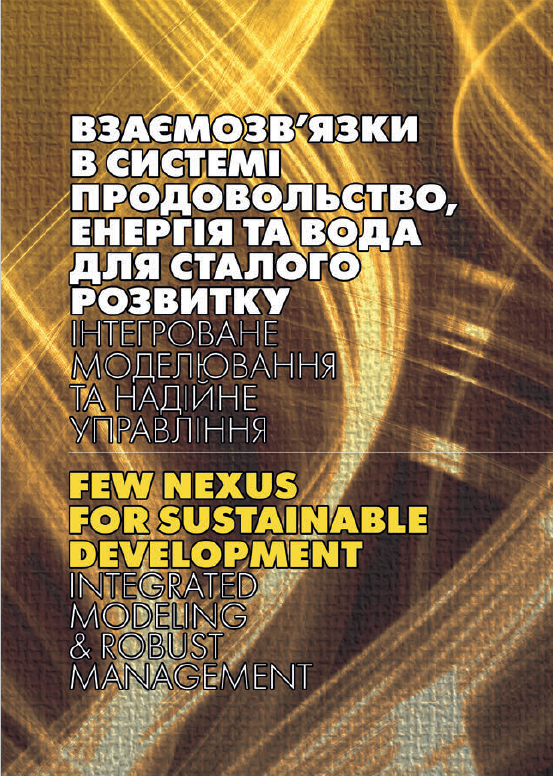 ВЗАЄМОЗВ’ЯЗКИ
В СИСТЕМІ
ПРОДОВОЛЬСТВО,
ЕНЕРГІЯ ТА ВОДА
ДЛЯ СТАЛОГО
РОЗВИТКУ
ІНТЕГРОВАНЕ
МОДЕЛЮВАННЯ
ТА НАДІЙНЕ
УПРАВЛІННЯ
FEW NEXUS
FOR SUSTAINABLE
DEVELOPMENT
INTEGRATED
MODELING
& ROBUST
MANAGEMENT